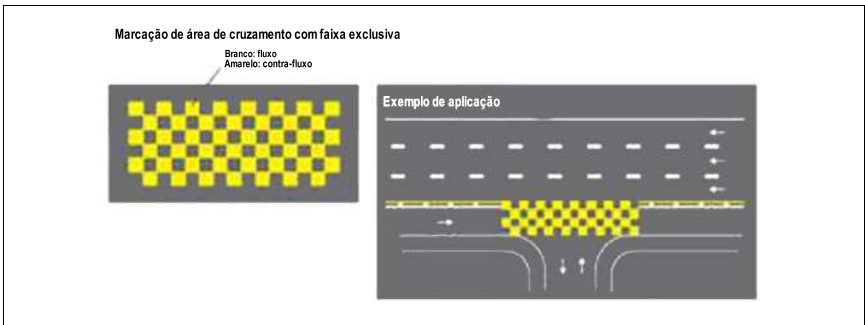 Marcação de área de cruzamento com faixa exclusiva
Branco: fluxo
Amarelo: contra-fluxo
Exemplo de aplicação